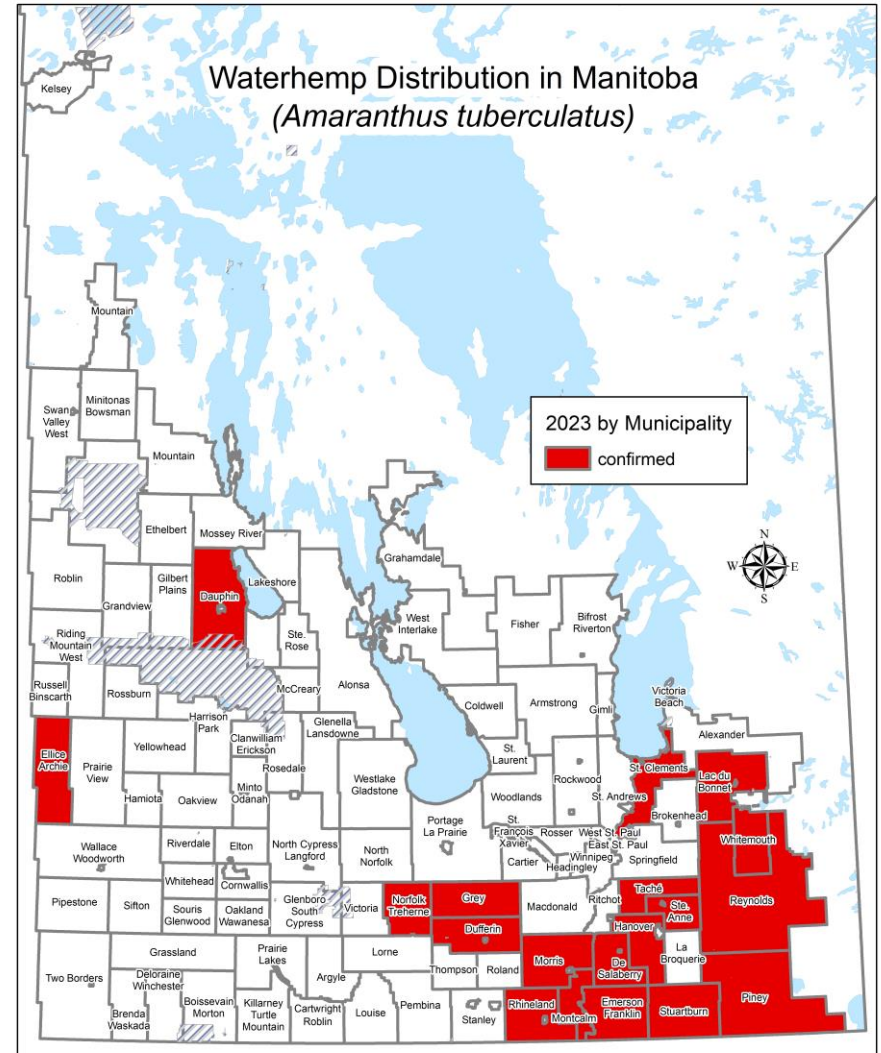 Waterhemp Distribution in Manitoba
(Amaranthus tuberculatus)
Kelsey
Mountain
Swan
Valley
West
Minitonas
Bowsman
Mountain
2023 by Municipality
confirmed
N
W E
S
Ethelbert
Mossey River
Grahamdale
Roblin
Grandview
Gilbert
Plains
Dauphin
Lakeshore
Ste.
Rose
West
Interlake
Fisher
Bifrost
Riverton
Riding
Mountain
West
Russell
Binscarth
Rossburn
McCreary
Alonsa
Coldwell
Armstrong
Gimli
Victoria
Beach
Alexander
Harrison
Park
Clanwilliam
Erickson
Glenella
Lansdowne
Ellice
Archie
Prairie
View
Yellowhead
Rosedale
Hamiota
Oakview
Minto
Odanah
Westlake
Gladstone
St.
Laurent
Woodlands
Rockwood
St. Andrews
St. Clements
Lac du
Bonnet
Brokenhead
Whitemouth
Portage
La Prairie
St.
François
Xavier
Rosser
West St. Paul
East St. Paul
Cartier
Headingley
Winnipeg
Springfield
Wallace
Woodworth
Riverdale
Elton
North Cypress
Langford
North
Norfolk
Whitehead
Cornwallis
Pipestone
Sifton
Souris
Glenwood
Oakland
Wawanesa
Glenboro
South
Cypress
Victoria
Norfolk
Treherne
Grey
Dufferin
Macdonald
Ritchot
Taché
Ste.
Anne
Reynolds
Hanover
La
Broquerie
Grassland
Prairie
Lakes
Lorne
Argyle
Thompson
Roland
Morris
De
Salaberry
Two Borders
Deloraine
Winchester
Brenda
Waskada
Boissevain
Morton
Killarney
Turtle
Mountain
Cartwright
Roblin
Louise
Pembina
Stanley
Rhineland
Montcalm
Emerson
Franklin
Stuartburn
Piney